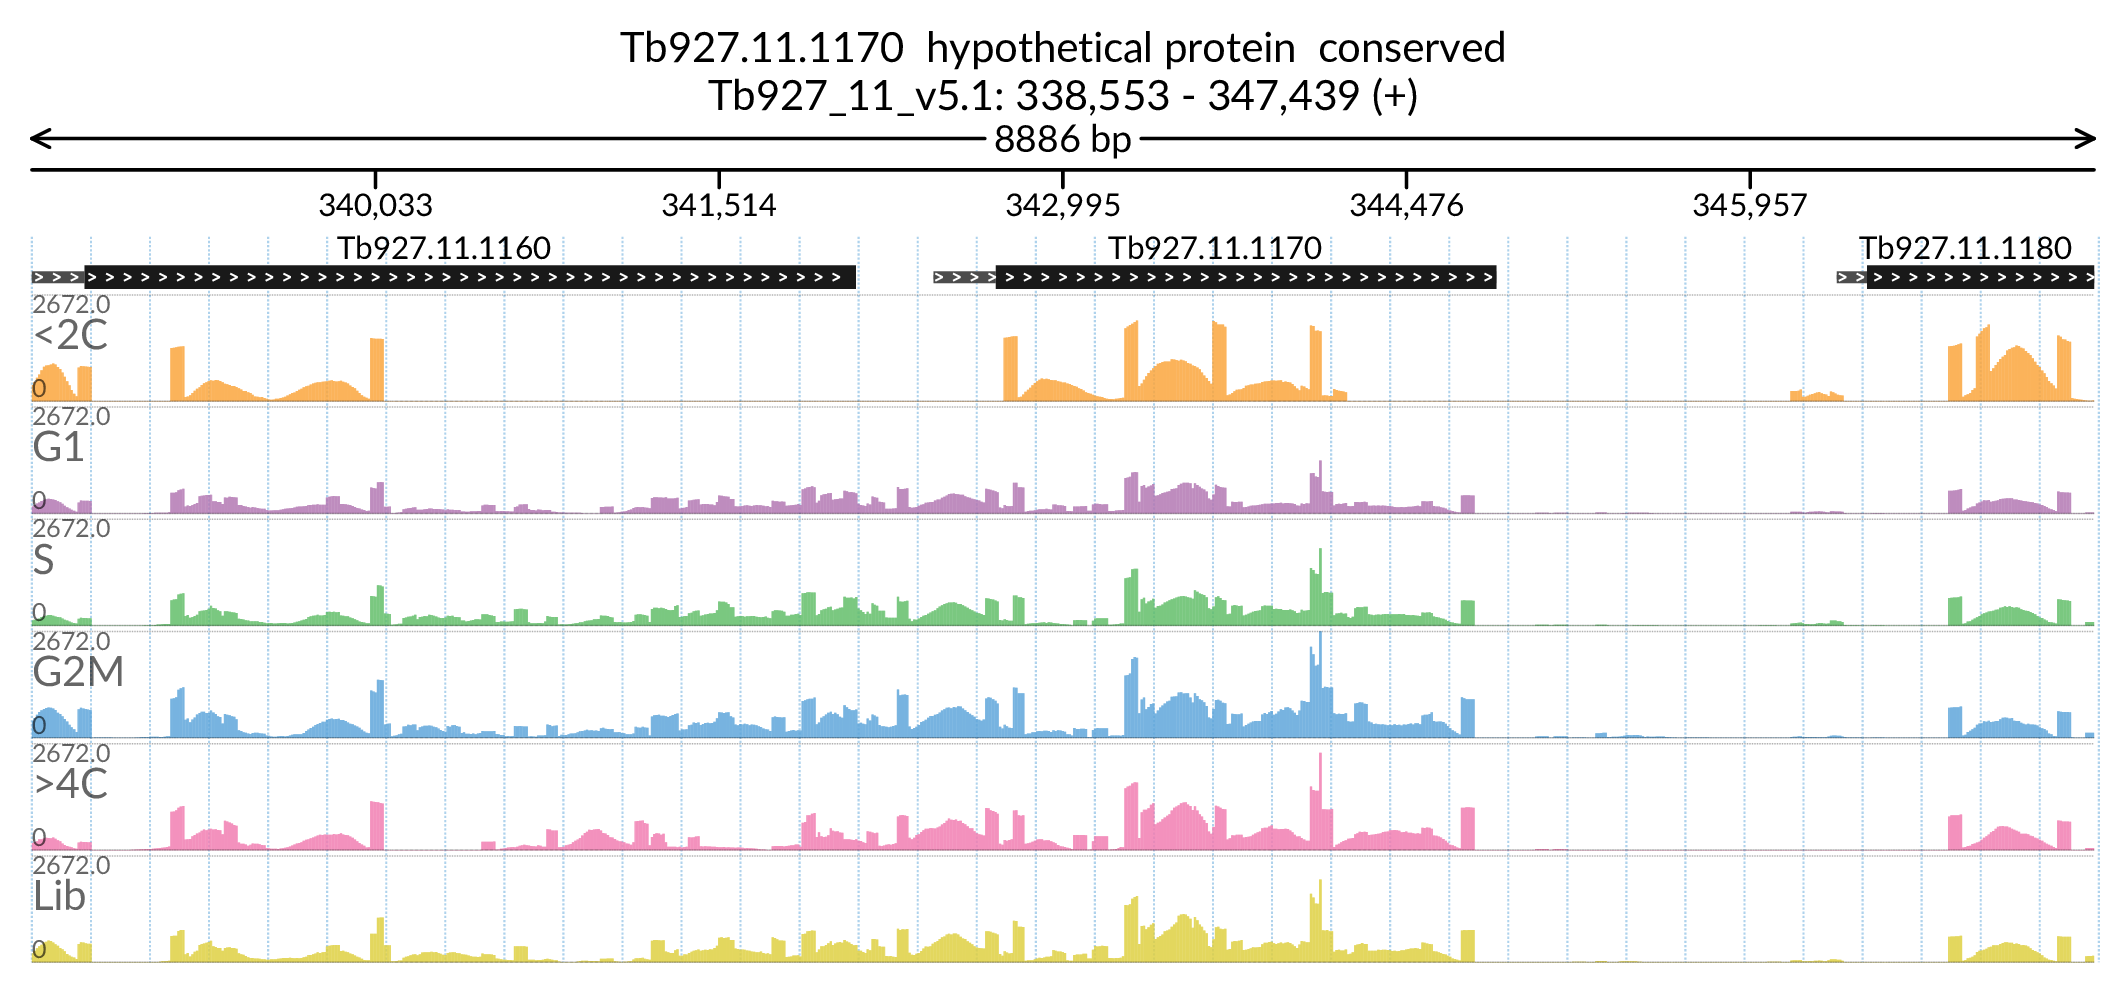 Tb927.11.1170 hypothetical protein conserved
Tb927_11_v5.1: 338,553 - 347,439 (+)
8886 bp
340,033 341,514 342,995 344,476 345,957
Tb927.11.1160 Tb927.11.1170 Tb927.11.1180
2672.0
<2C
0
2672.0
G1
0
2672.0
S
0
2672.0
G2M
0
2672.0
>4C
0
2672.0
Lib
0